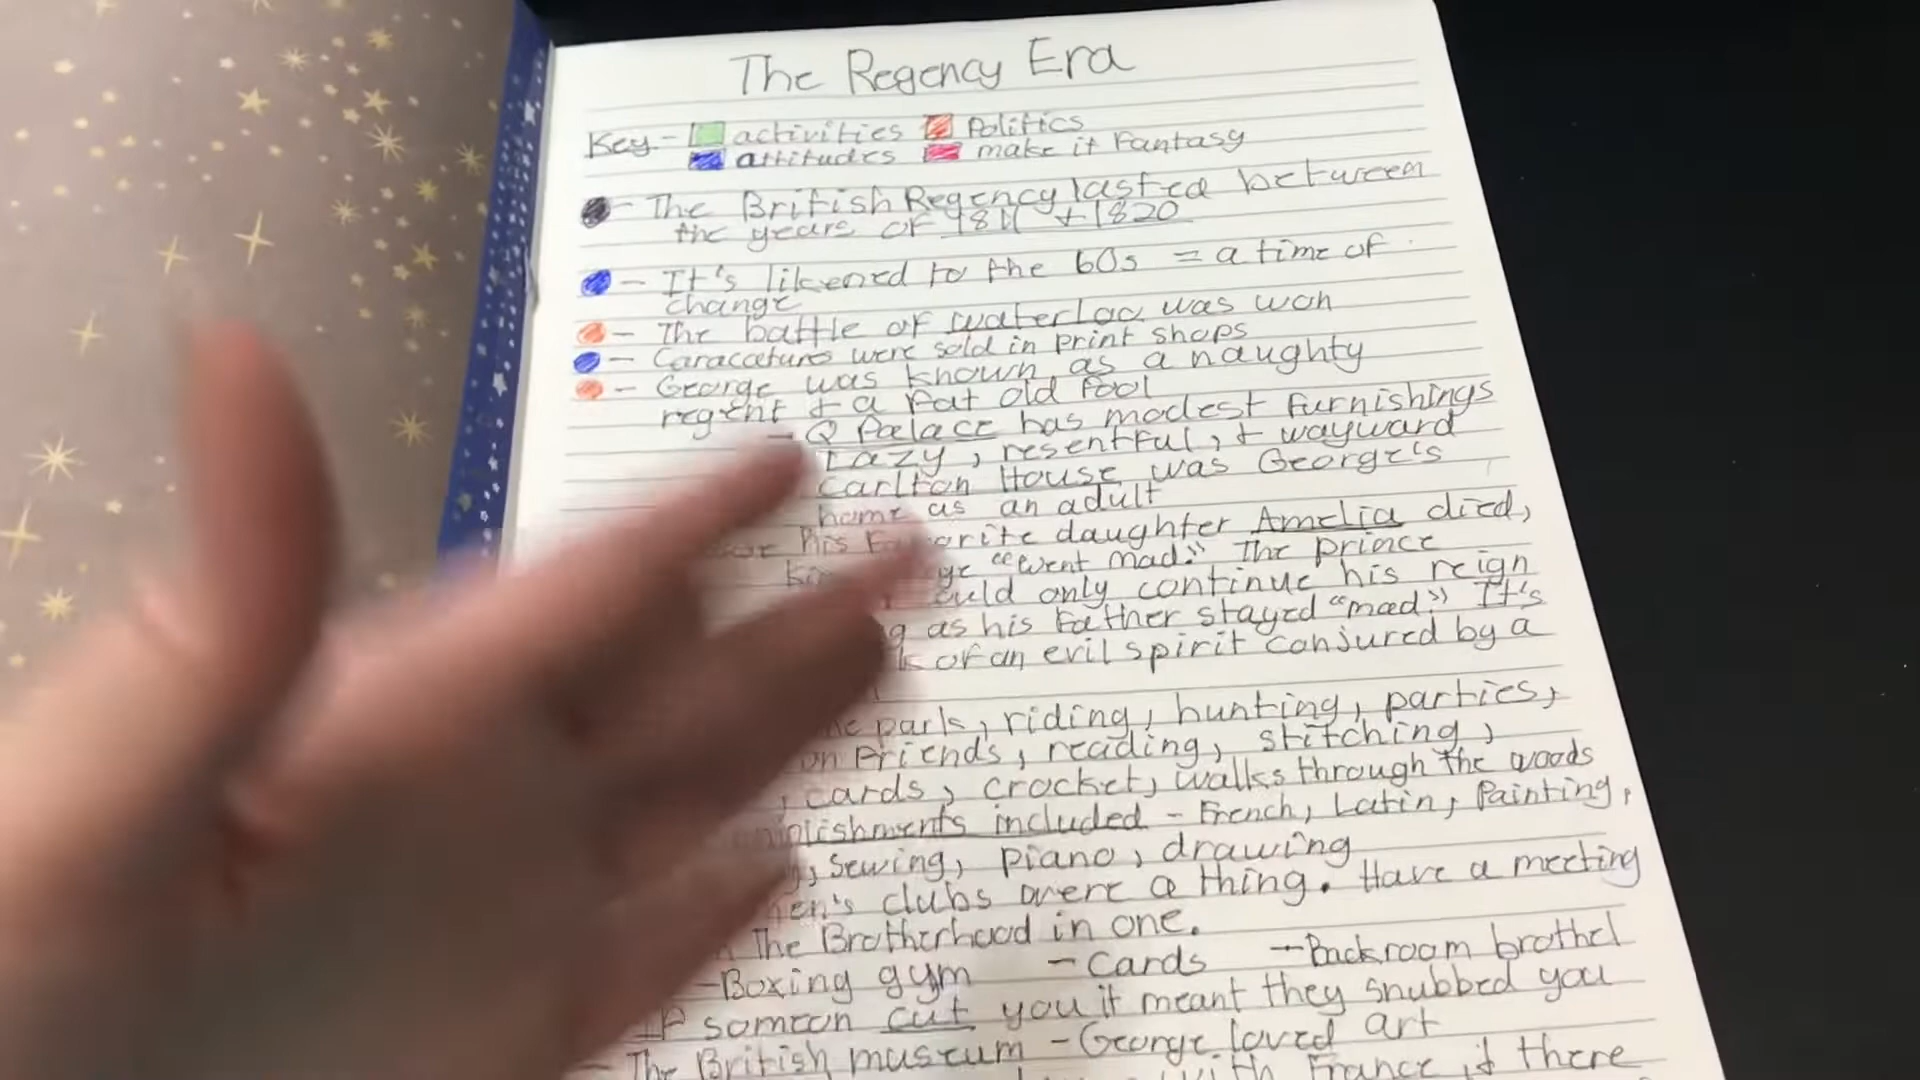 The Regency Era
Key- activities Politics
attitudes make it Fantasy
- The British Regency lasted between
the years of 1811 + 1820
- It's likened to the 60s = a time of
change
- The battle of waterloo was won
- Caraccatures were sold in print shops
- George was known as a naughty
regent + a fat old fool
- Q Palace has modest furnishings
Lazy, resentful, + wayward
Carlton House was George's
home as an adult
his favorite daughter Amelia died,
"went mad." The prince
could only continue his reign
as his father stayed "mad." It's
of an evil spirit conjured by a
park, riding, hunting, parties,
on friends, reading, stitching,
, cards, crocket, walks through the woods
included - French, Latin, Painting,
, sewing, piano, drawing
men's clubs were a thing. Have a meeting
The Brotherhood in one.
-Boxing gym -Cards -Backroom brothel
IF someon cut you it meant they snubbed you
- The British museum - George loved art
with France, if there